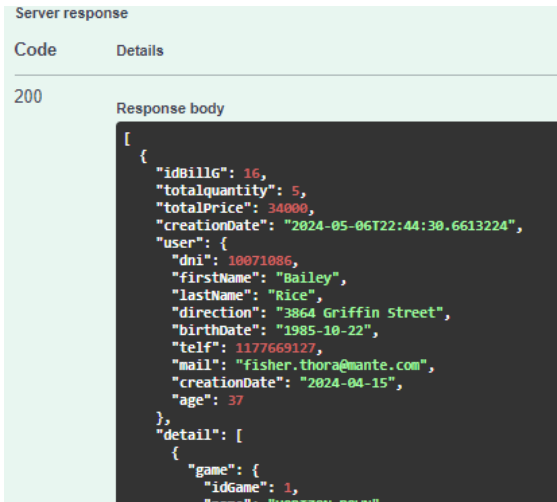 Server response
Code Details
200
Response body
[
{
"idBillG": 16,
"totalquantity": 5,
"totalPrice": 34000,
"creationDate": "2024-05-06T22:44:30.6613224",
"user": {
"dni": 10071086,
"firstName": "Bailey",
"lastName": "Rice",
"direction": "3864 Griffin Street",
"birthDate": "1985-10-22",
"telf": 1177669127,
"mail": "fisher.thora@mante.com",
"creationDate": "2024-04-15",
"age": 37
},
"detail": [
{
"game": {
"idGame": 1,